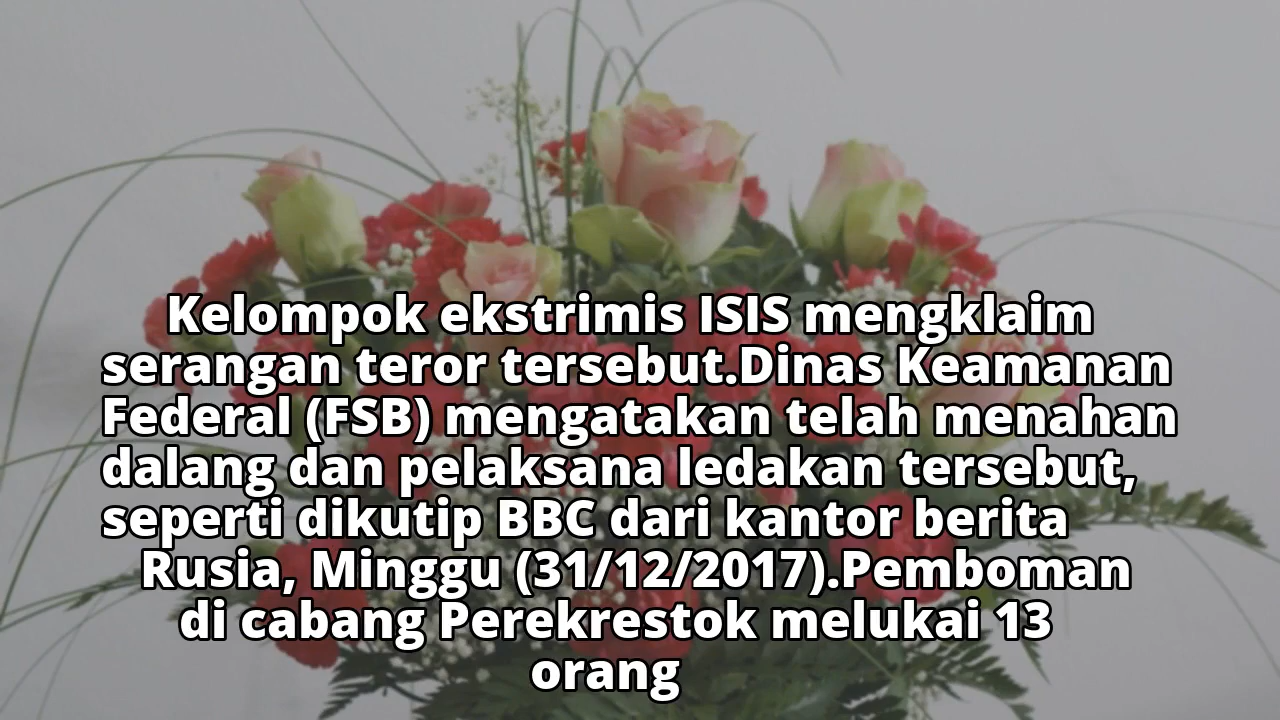 Kelompok ekstrimis ISIS mengklaim
serangan teror tersebut.Dinas Keamanan
Federal (FSB) mengatakan telah menahan
dalang dan pelaksana ledakan tersebut,
seperti dikutip BBC dari kantor berita
Rusia, Minggu (31/12/2017).Pemboman
di cabang Perekrestok melukai 13
orang